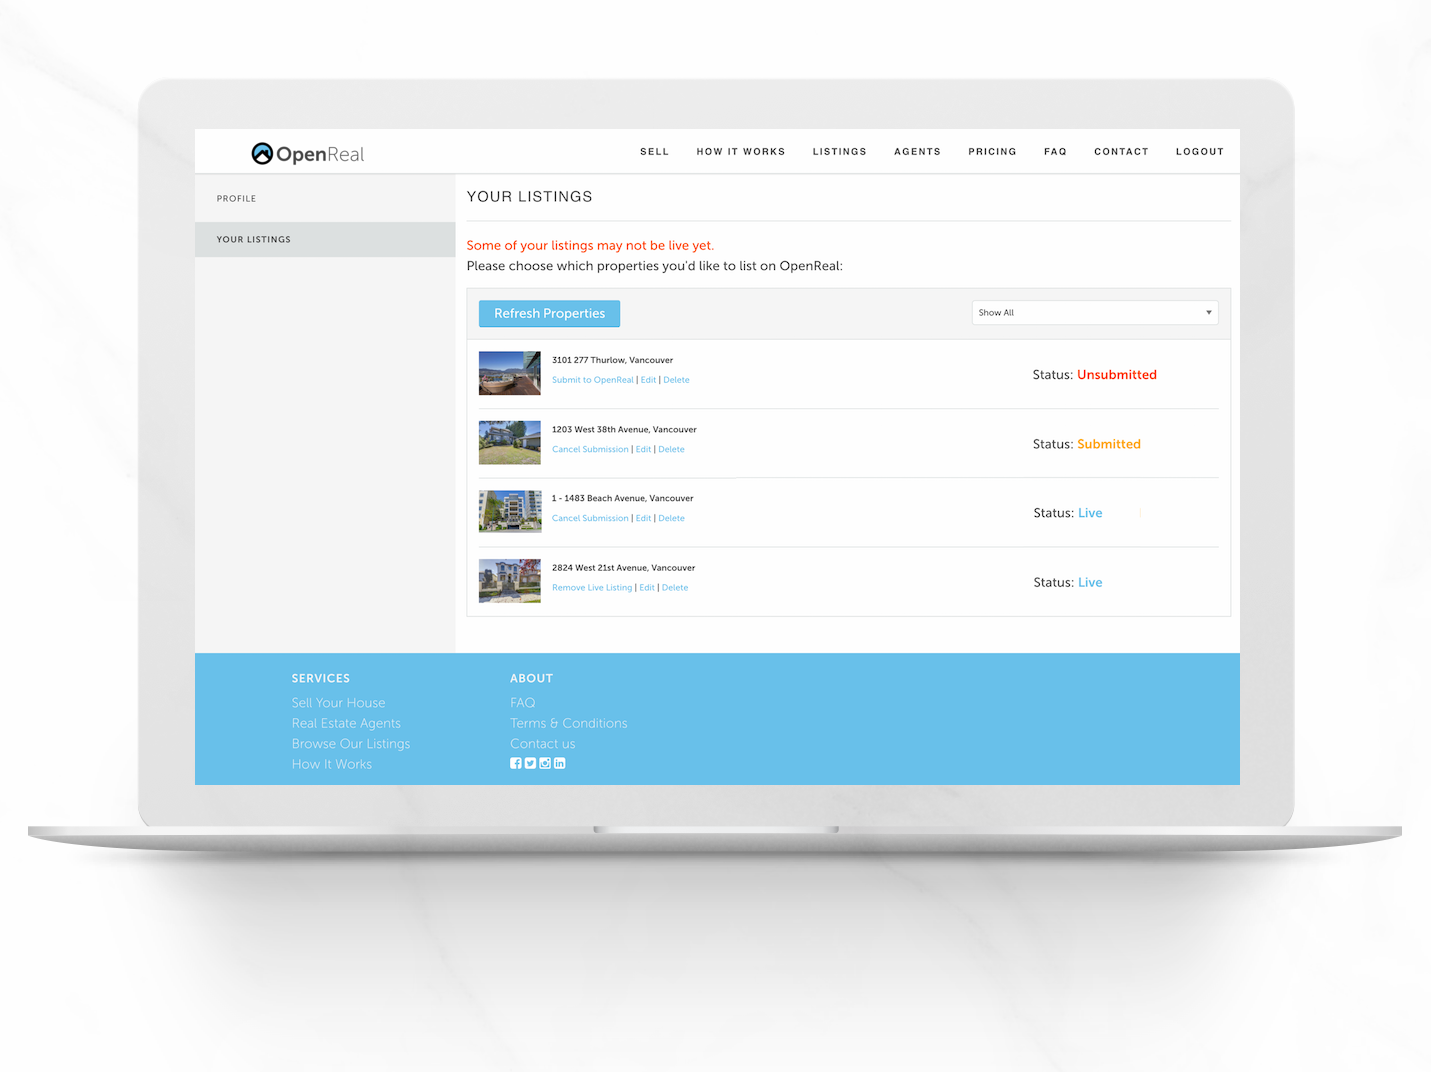 OpenReal
SELL HOW IT WORKS LISTINGS AGENTS PRICING FAQ CONTACT LOGOUT
PROFILE
YOUR LISTINGS
YOUR LISTINGS
Some of your listings may not be live yet.
Please choose which properties you'd like to list on OpenReal:
Refresh Properties
Show All
3101 277 Thurlow, Vancouver
Submit to OpenReal | Edit | Delete
Status: Unsubmitted
1203 West 38th Avenue, Vancouver
Cancel Submission | Edit | Delete
Status: Submitted
1 - 1483 Beach Avenue, Vancouver
Cancel Submission | Edit | Delete
Status: Live
2824 West 21st Avenue, Vancouver
Remove Live Listing | Edit | Delete
Status: Live
SERVICES
Sell Your House
Real Estate Agents
Browse Our Listings
How It Works
ABOUT
FAQ
Terms & Conditions
Contact us